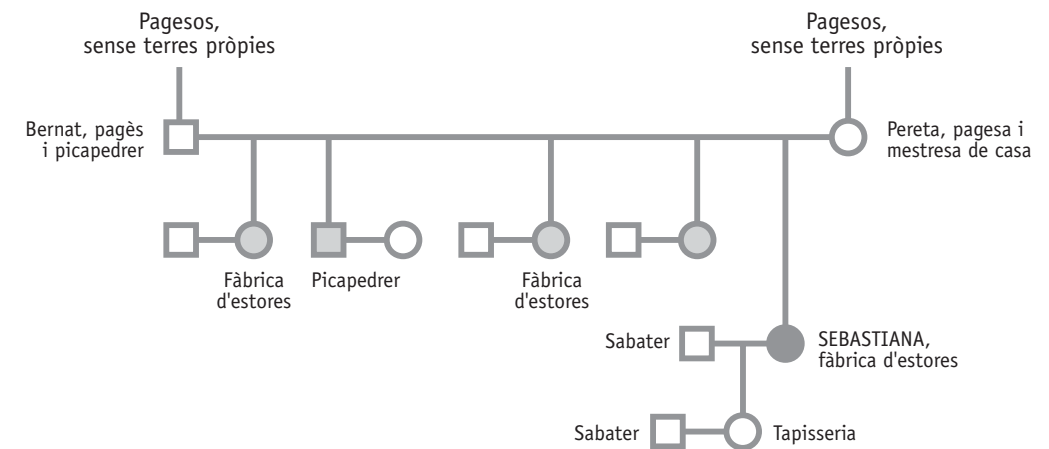 Pagesos,
sense terres pròpies
Pagesos,
sense terres pròpies
Bernat, pagès
i picapedrer
Pereta, pagesa i
mestressa de casa
Fàbrica
d'estores
Picapedrer
Fàbrica
d'estores
Sabater
SEBASTIANA,
fàbrica d'estores
Sabater
Tapisseria